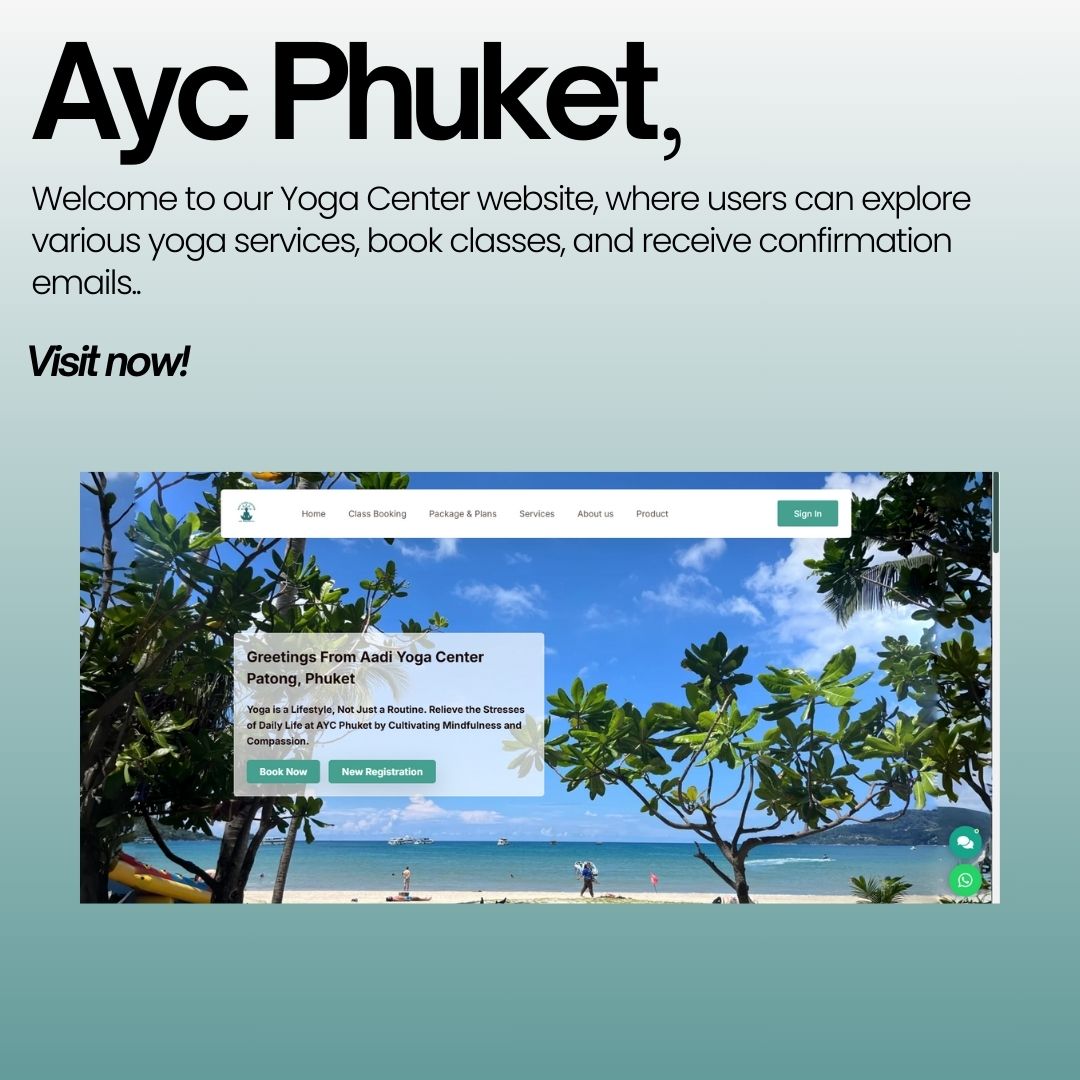 Ayc Phuket,
Welcome to our Yoga Center website, where users can explore
various yoga services, book classes, and receive confirmation
emails..
Visit now!
Home Class Booking Package & Plans Services About us Product Sign In
Greetings From Aadi Yoga Center
Patong, Phuket
Yoga is a Lifestyle, Not Just a Routine. Relieve the Stresses
of Daily Life at AYC Phuket by Cultivating Mindfulness and
Compassion.
Book Now New Registration